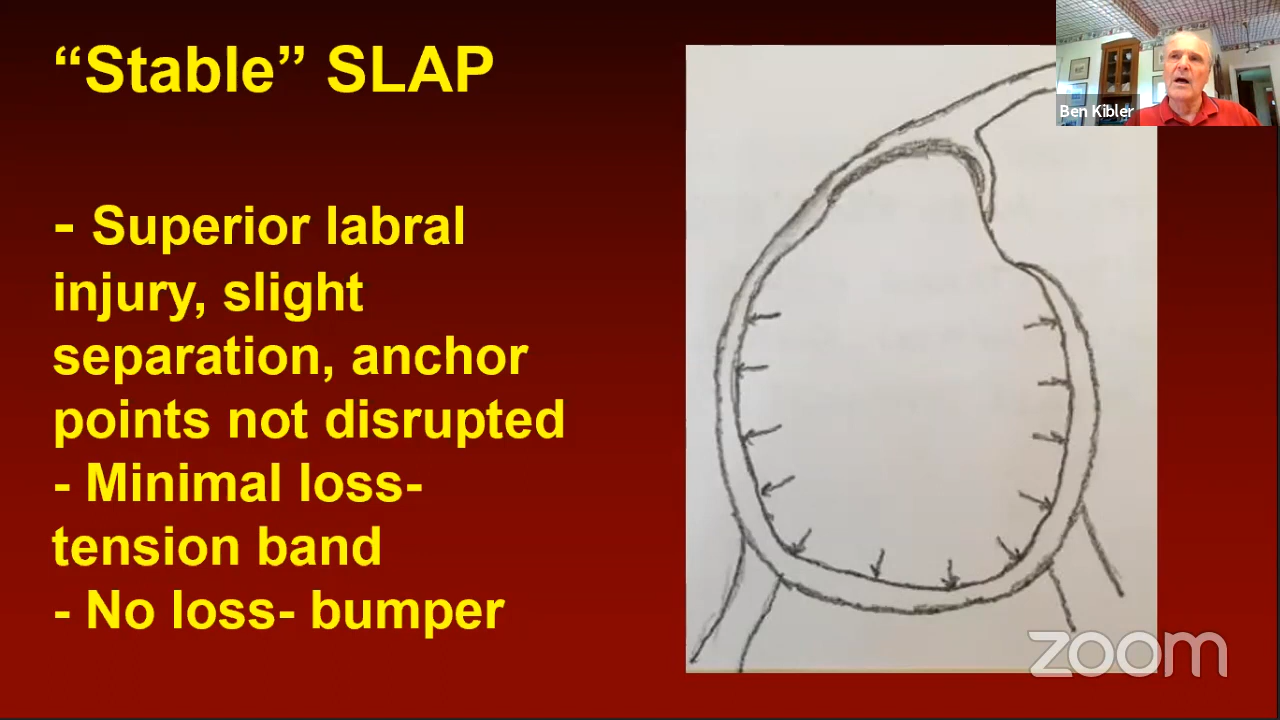 “Stable” SLAP
Ben Kibler
- Superior labral
injury, slight
separation, anchor
points not disrupted
- Minimal loss-
tension band
- No loss- bumper
zoom